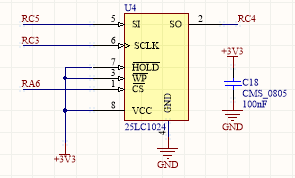 U4
RC5 5 SI SO 2 RC4
RC3 6 SCLK
7 HOLD
3 WP
RA6 1 CS
8 VCC
GND
4
25LC1024
+3V3
GND
+3V3
C18
CMS_0805
100nF
GND